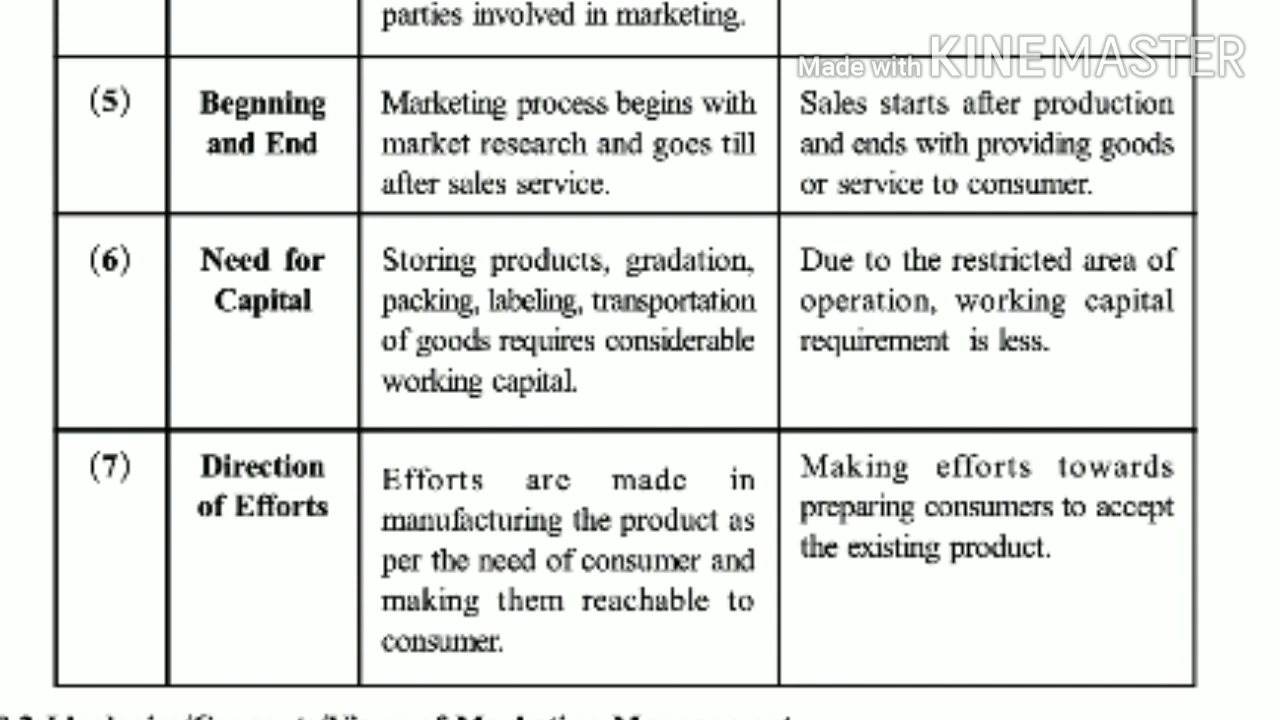 parties involved in marketing.
Made with KINEMASTER
(5)
Begnning
and End
Marketing process begins with
market research and goes till
after sales service.
Sales starts after production
and ends with providing goods
or service to consumer.
(6)
Need for
Capital
Storing products, gradation,
packing, labeling, transportation
of goods requires considerable
working capital.
Due to the restricted area of
operation, working capital
requirement is less.
(7)
Direction
of Efforts
Efforts are made in
manufacturing the product as
per the need of consumer and
making them reachable to
consumer.
Making efforts towards
preparing consumers to accept
the existing product.